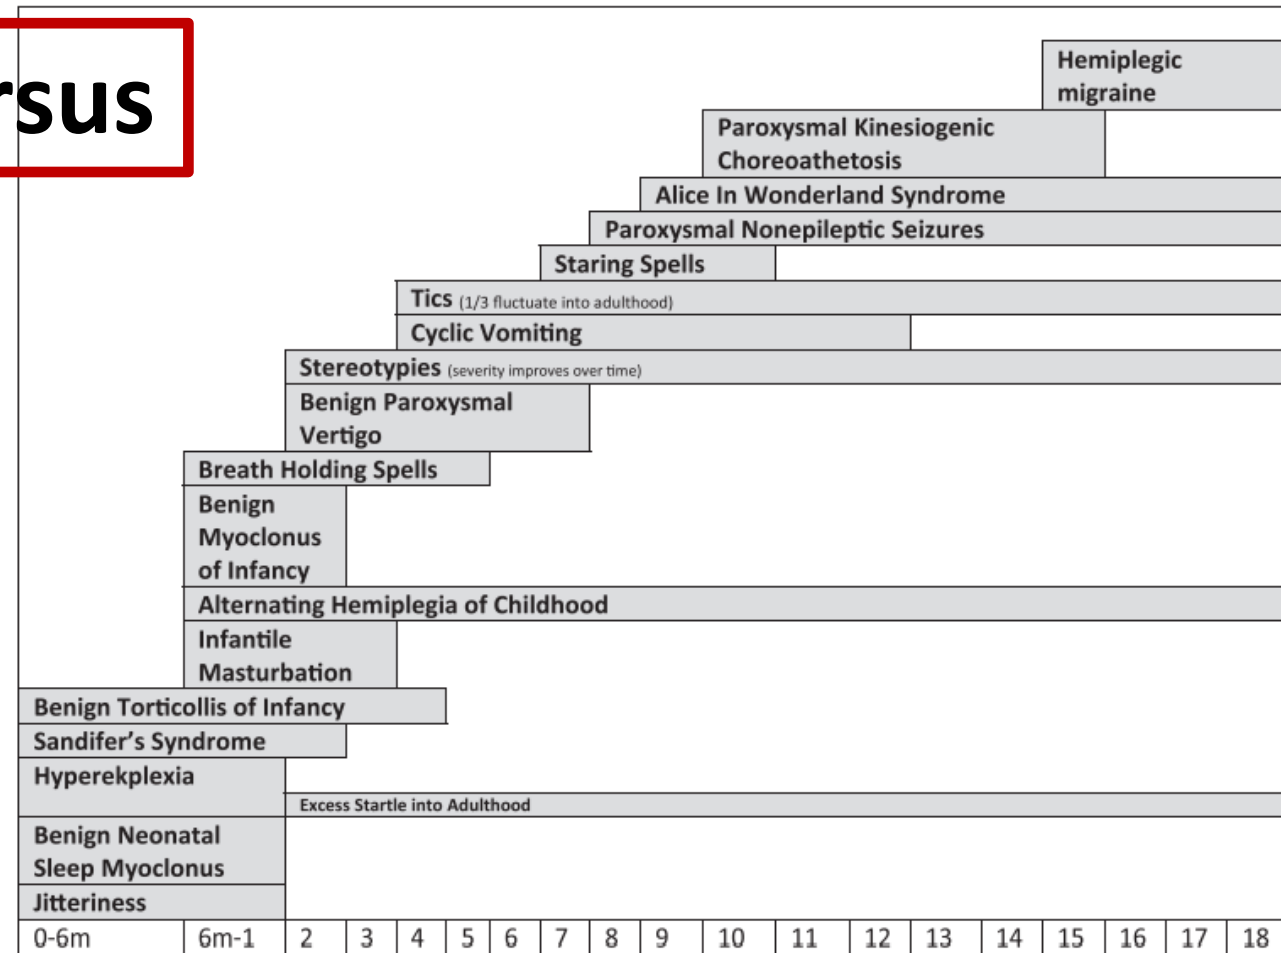 rsus
Hemiplegic
migraine
Paroxysmal Kinesiogenic
Choreoathetosis
Alice In Wonderland Syndrome
Paroxysmal Nonepileptic Seizures
Staring Spells
Tics (1/3 fluctuate into adulthood)
Cyclic Vomiting
Stereotypies (severity improves over time)
Benign Paroxysmal
Vertigo
Breath Holding Spells
Benign
Myoclonus
of Infancy
Alternating Hemiplegia of Childhood
Infantile
Masturbation
Benign Torticollis of Infancy
Sandifer's Syndrome
Hyperekplexia
Excess Startle into Adulthood
Benign Neonatal
Sleep Myoclonus
Jitteriness
0-6m 6m-1 2 3 4 5 6 7 8 9 10 11 12 13 14 15 16 17 18